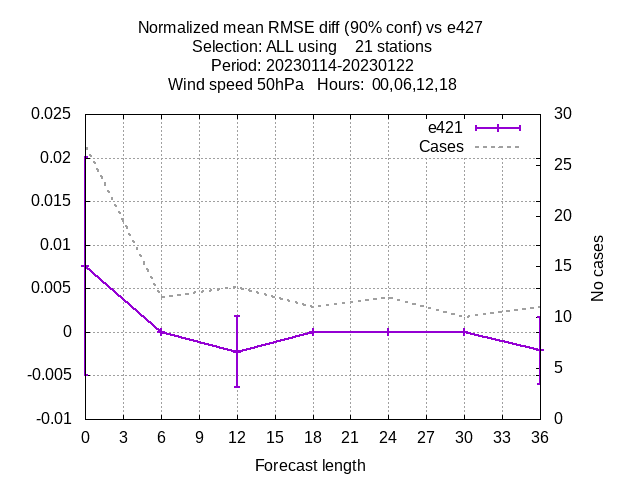 Normalized mean RMSE diff (90% conf) vs e427
Selection: ALL using    21 stations
Period: 20230114-20230122
Wind speed 50hPa   Hours:  00,06,12,18
0.025
0.02
0.015
0.01
0.005
0
-0.005
-0.01
30
25
20
15
10
5
0
e421
Cases
No cases
0 3 6 9 12 15 18 21 24 27 30 33 36
Forecast length